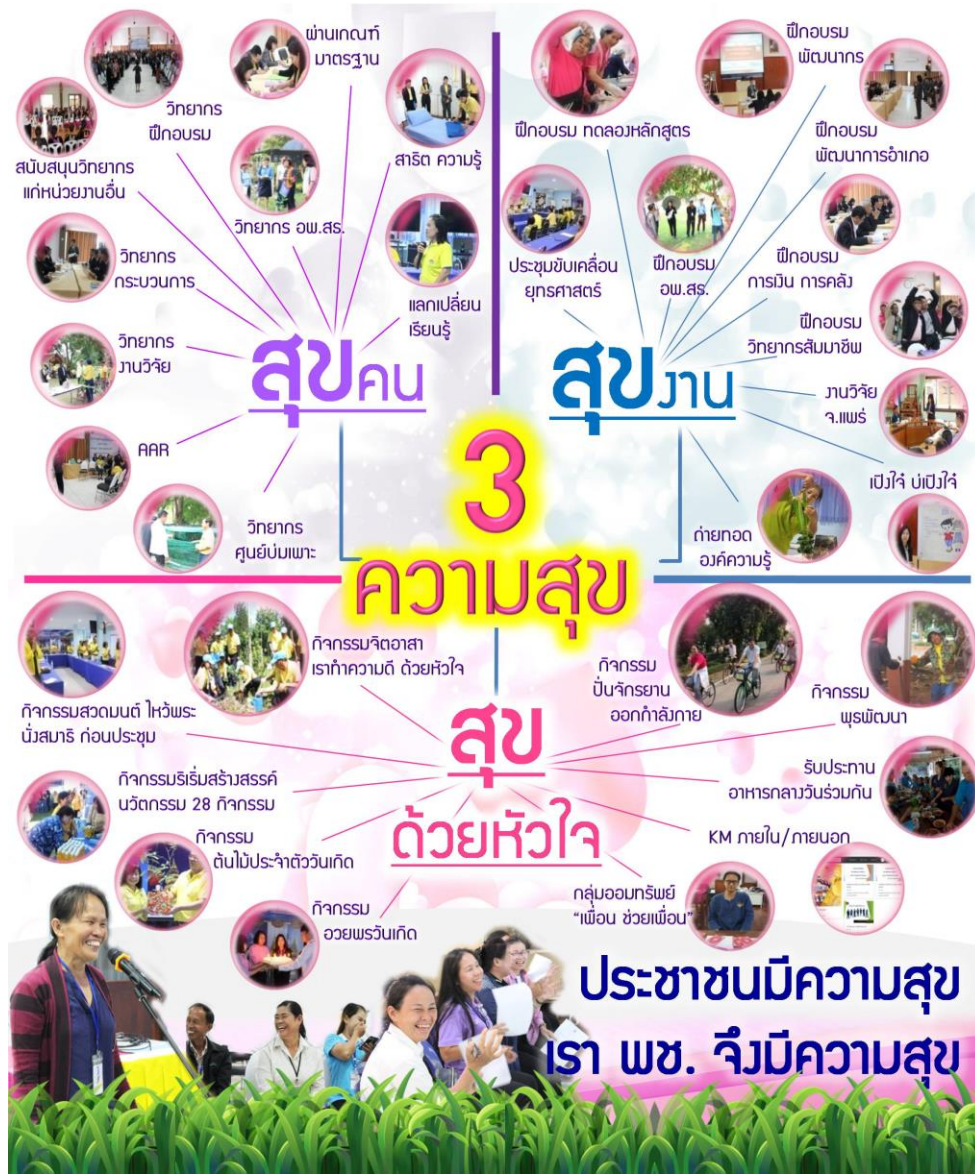 ผ่านเกณฑ์
มาตรฐาน
วิทยากร
ฝึกอบรม
สนับสนุนวิทยากร
แก่หน่วยงานอื่น
สาธิต ความรู้
วิทยากร อพ.สธ.
วิทยากร
กระบวนการ
แลกเปลี่ยน
เรียนรู้
วิทยากร
งานวิจัย
สุขคน
AAR
วิทยากร
ศูนย์บ่มเพาะ
ฝึกอบรม
พัฒนากร
ฝึกอบรม ทดลองหลักสูตร
ฝึกอบรม
พัฒนาการอำเภอ
ประชุมขับเคลื่อน
ยุทธศาสตร์
ฝึกอบรม
อพ.สธ.
ฝึกอบรม
การเงิน การคลัง
ฝึกอบรม
วิทยากรสัมมาชีพ
สุขงาน
งานวิจัย
จ.แพร่
เปิงใจ๋ บ่เปิงใจ๋
ถ่ายทอด
องค์ความรู้
3
ความสุข
กิจกรรมจิตอาสา
เราทำความดี ด้วยหัวใจ
กิจกรรมสวดมนต์ ไหว้พระ
นั่งสมาธิ ก่อนประชุม
กิจกรรมริเริ่มสร้างสรรค์
นวัตกรรม 28 กิจกรรม
กิจกรรม
ต้นไม้ประจำตัววันเกิด
กิจกรรม
อวยพรวันเกิด
สุข
ด้วยหัวใจ
กิจกรรม
ปั่นจักรยาน
ออกกำลังกาย
กิจกรรม
พุธพัฒนา
รับประทาน
อาหารกลางวันร่วมกัน
KM ภายใน/ภายนอก
กลุ่มออมทรัพย์
“เพื่อน ช่วยเพื่อน”
ประชาชนมีความสุข
เรา พช. จึงมีความสุข